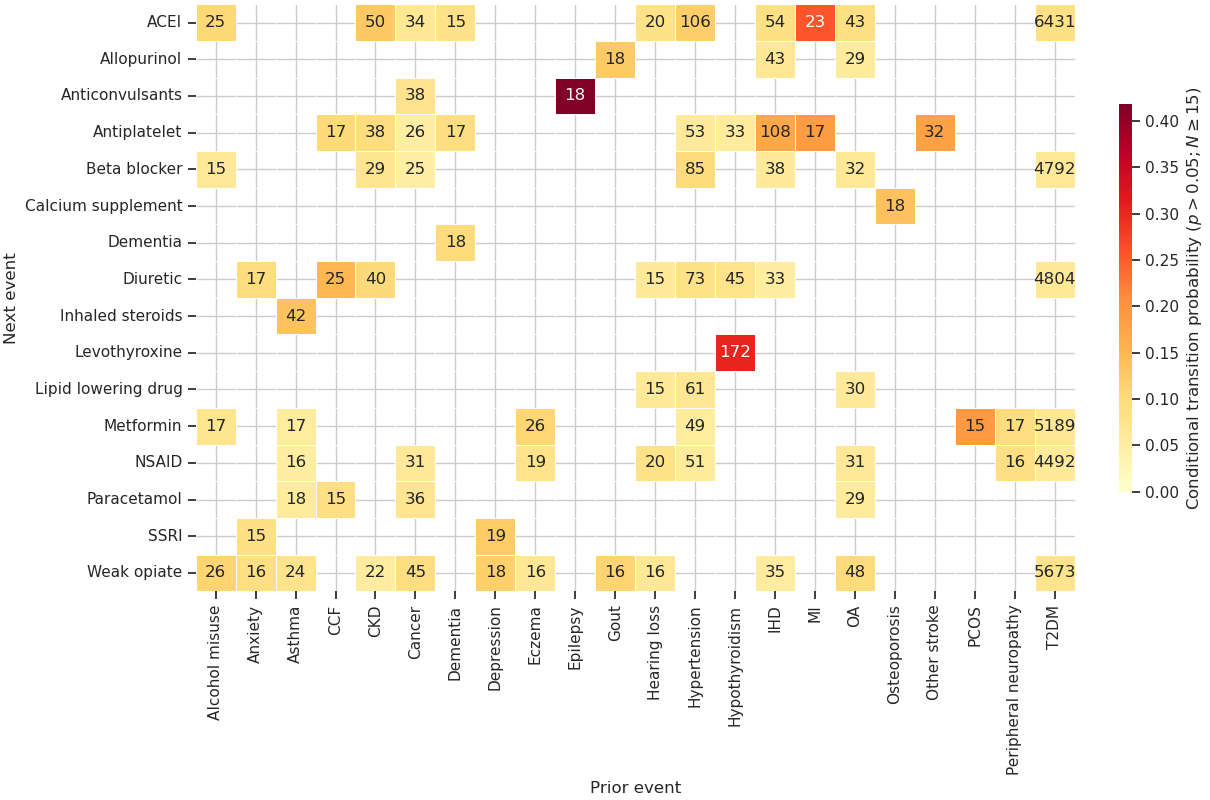 ACEI 25 50 34 15 20 106 54 23 43 6431
Allopurinol 18 43 29
Anticonvulsants 38 18
Antiplatelet 17 38 26 17 53 33 108 17 32
Beta blocker 15 29 25 85 38 32 4792
Calcium supplement 18
Dementia 18
Diuretic 17 25 40 15 73 45 33 4804
Inhaled steroids 42
Levothyroxine 172
Lipid lowering drug 15 61 30
Metformin 17 17 26 49 15 17 5189
NSAID 16 31 19 20 51 31 16 4492
Paracetamol 18 15 36 29
SSRI 15 19
Weak opiate 26 16 24 22 45 18 16 16 16 35 48 5673
Next event
Alcohol misuse
Anxiety
Asthma
CCF
CKD
Cancer
Dementia
Depression
Eczema
Epilepsy
Gout
Hearing loss
Hypertension
Hypothyroidism
IHD
MI
OA
Osteoporosis
Other stroke
PCOS
Peripheral neuropathy
T2DM
Prior event
0.40
0.35
0.30
0.25
0.20
0.15
0.10
0.05
0.00
Conditional transition probability (p > 0.05; N ≥ 15)